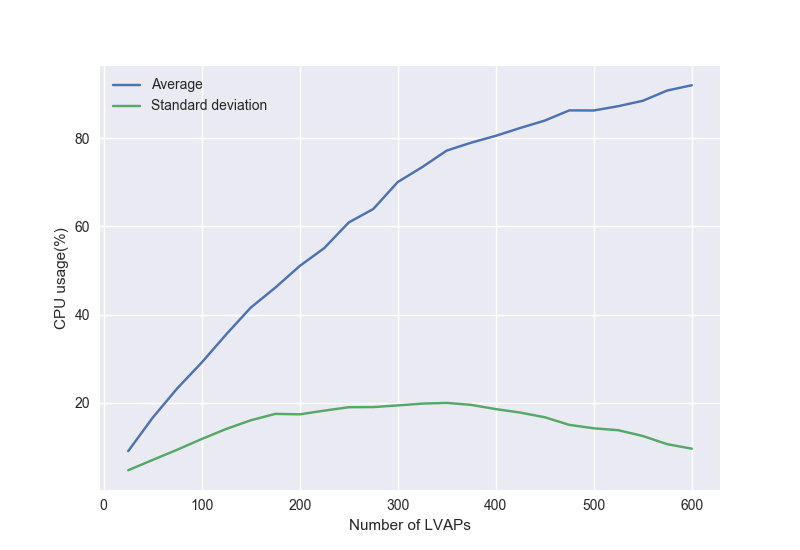 Average
Standard deviation
CPU usage(%)
80
60
40
20
0 100 200 300 400 500 600
Number of LVAPs